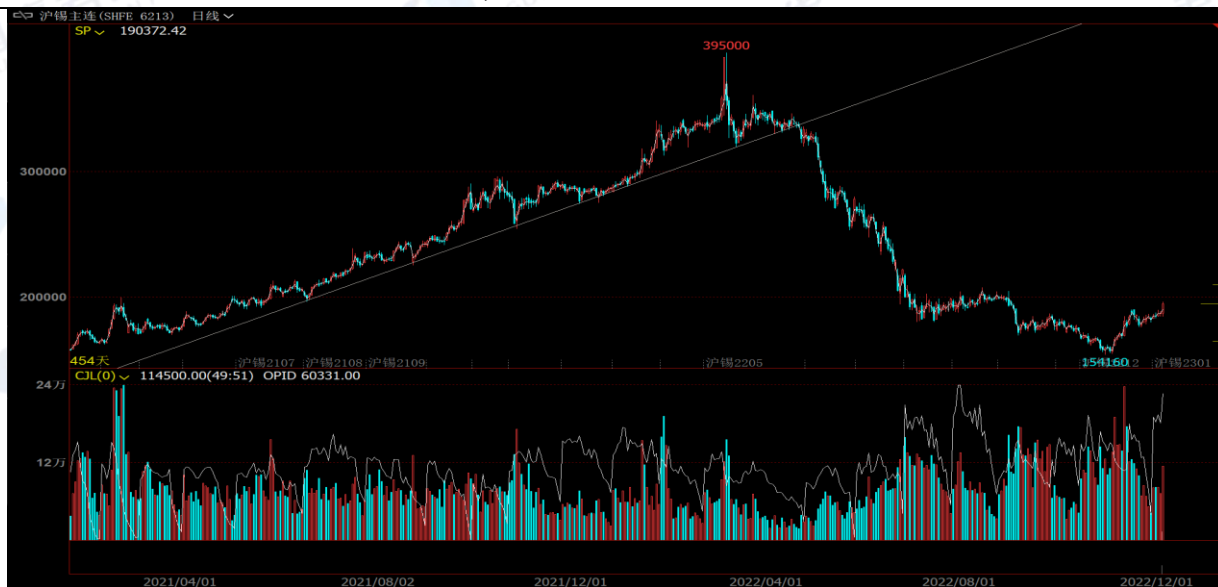 沪锡主连(SHFE 6213) 日线
SP 190372.42
395000
300000
200000
454天
沪锡2107 沪锡2108 沪锡2109 沪锡2205 154160 12 沪锡2301
CJL(0) 114500.00(49:51) OPID 60331.00
24万
12万
2021/04/01 2021/08/02 2021/12/01 2022/04/01 2022/08/01 2022/12/01